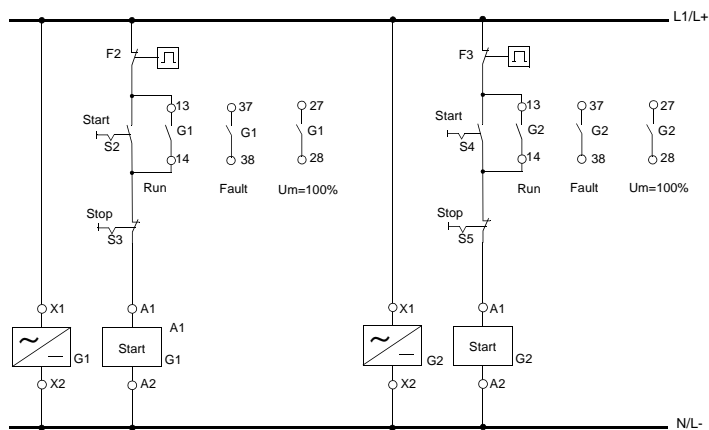 L1/L+
F2
F3
13
37
27
13
37
27
Start
G1
G1
G1
Start
G2
G2
G2
S2
S4
14
38
28
14
38
28
Run
Fault
Um=100%
Run
Fault
Um=100%
Stop
S3
Stop
S5
X1
A1
X1
A1
A1
~
Start
G1
G1
~
Start
G2
G2
X2
A2
X2
A2
N/L-